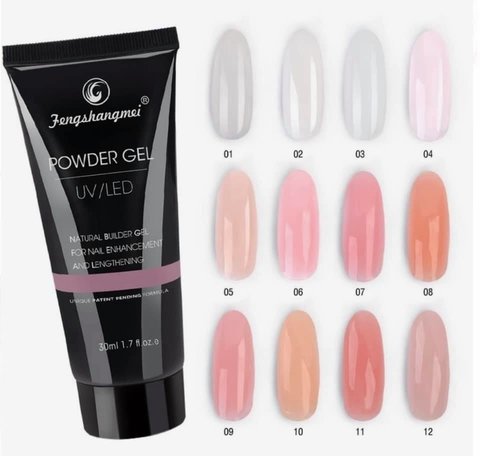 Fengshangmei®
POWDER GEL
UV/LED
NATURAL BUILDER GEL
FOR NAIL ENHANCEMENT
AND LENGTHENING
UNIQUE PATENT PENDING FORMULA
30ml 1.7 fl.oz.e
01 02 03 04
05 06 07 08
09 10 11 12